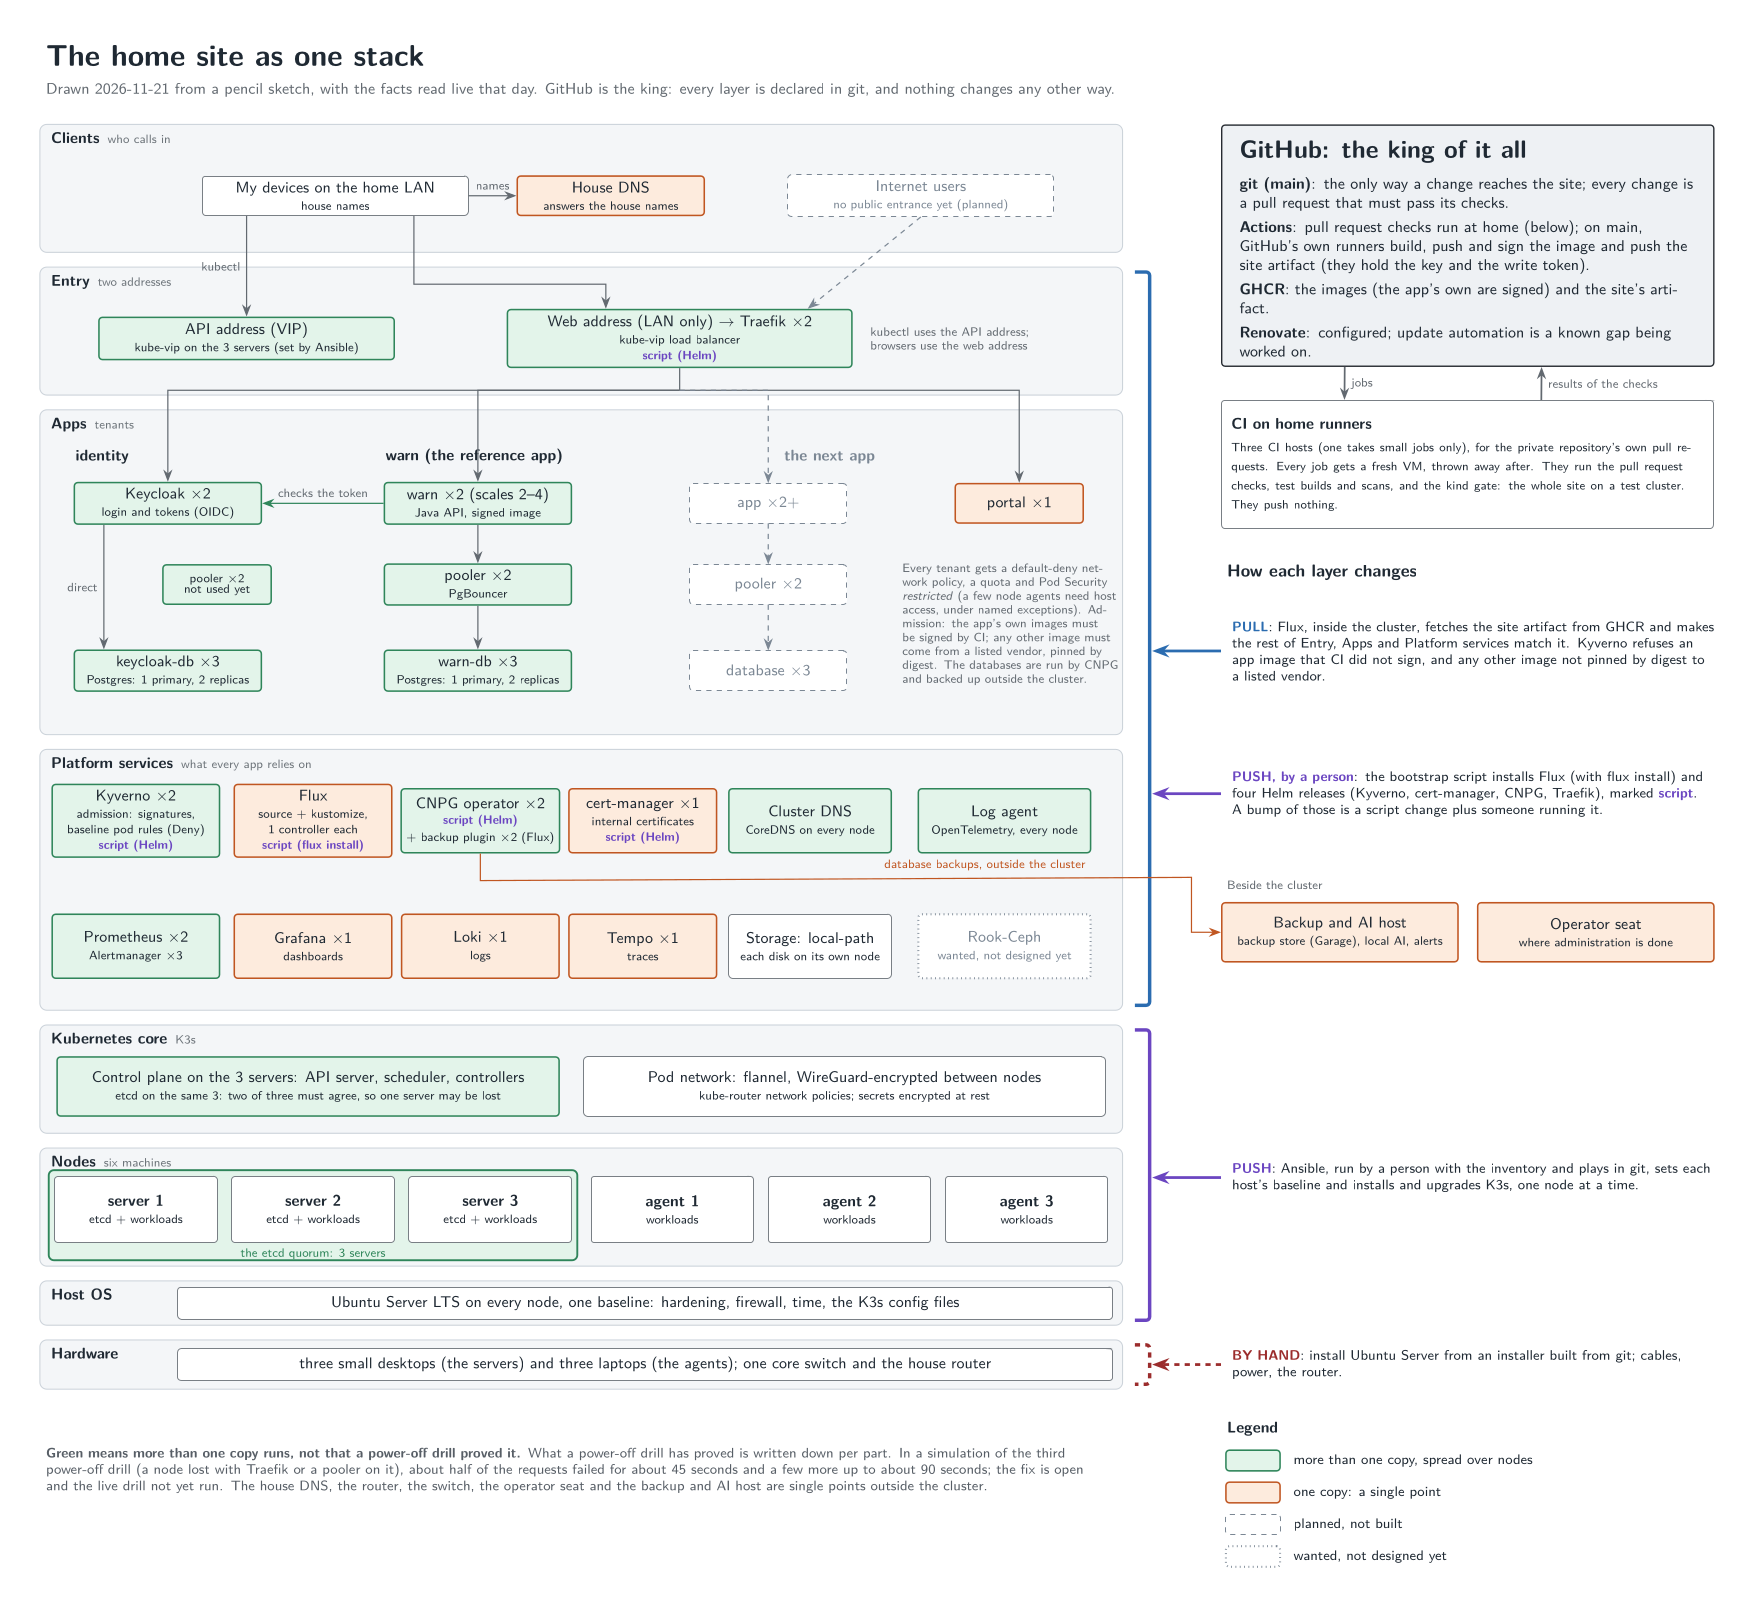 The home site as one stack
Drawn 2026-11-21 from a pencil sketch, with the facts read live that day. GitHub is the king: every layer is declared in git, and nothing changes any other way.
Clients who calls in
My devices on the home LAN
house names
names
House DNS
answers the house names
Internet users
no public entrance yet (planned)
kubectl
Entry two addresses
API address (VIP)
kube-vip on the 3 servers (set by Ansible)
Web address (LAN only) → Traefik ×2
kube-vip load balancer
script (Helm)
kubectl uses the API address;
browsers use the web address
Apps tenants
identity
warn (the reference app)
the next app
Keycloak ×2
login and tokens (OIDC)
checks the token
warn ×2 (scales 2–4)
Java API, signed image
app ×2+
portal ×1
direct
pooler ×2
not used yet
pooler ×2
PgBouncer
pooler ×2
keycloak-db ×3
Postgres: 1 primary, 2 replicas
warn-db ×3
Postgres: 1 primary, 2 replicas
database ×3
Every tenant gets a default-deny net-
work policy, a quota and Pod Security
restricted (a few node agents need host
access, under named exceptions). Ad-
mission: the app's own images must
be signed by CI; any other image must
come from a listed vendor, pinned by
digest. The databases are run by CNPG
and backed up outside the cluster.
Platform services what every app relies on
Kyverno ×2
admission: signatures,
baseline pod rules (Deny)
script (Helm)
Flux
source + kustomize,
1 controller each
script (flux install)
CNPG operator ×2
script (Helm)
+ backup plugin ×2 (Flux)
cert-manager ×1
internal certificates
script (Helm)
Cluster DNS
CoreDNS on every node
Log agent
OpenTelemetry, every node
database backups, outside the cluster
Prometheus ×2
Alertmanager ×3
Grafana ×1
dashboards
Loki ×1
logs
Tempo ×1
traces
Storage: local-path
each disk on its own node
Rook-Ceph
wanted, not designed yet
Kubernetes core K3s
Control plane on the 3 servers: API server, scheduler, controllers
etcd on the same 3: two of three must agree, so one server may be lost
Pod network: flannel, WireGuard-encrypted between nodes
kube-router network policies; secrets encrypted at rest
Nodes six machines
server 1
etcd + workloads
server 2
etcd + workloads
server 3
etcd + workloads
agent 1
workloads
agent 2
workloads
agent 3
workloads
the etcd quorum: 3 servers
Host OS
Ubuntu Server LTS on every node, one baseline: hardening, firewall, time, the K3s config files
Hardware
three small desktops (the servers) and three laptops (the agents); one core switch and the house router
Green means more than one copy runs, not that a power-off drill proved it. What a power-off drill has proved is written down per part. In a simulation of the third
power-off drill (a node lost with Traefik or a pooler on it), about half of the requests failed for about 45 seconds and a few more up to about 90 seconds; the fix is open
and the live drill not yet run. The house DNS, the router, the switch, the operator seat and the backup and AI host are single points outside the cluster.
GitHub: the king of it all
git (main): the only way a change reaches the site; every change is
a pull request that must pass its checks.
Actions: pull request checks run at home (below); on main,
GitHub's own runners build, push and sign the image and push the
site artifact (they hold the key and the write token).
GHCR: the images (the app's own are signed) and the site's arti-
fact.
Renovate: configured; update automation is a known gap being
worked on.
jobs
results of the checks
CI on home runners
Three CI hosts (one takes small jobs only), for the private repository's own pull re-
quests. Every job gets a fresh VM, thrown away after. They run the pull request
checks, test builds and scans, and the kind gate: the whole site on a test cluster.
They push nothing.
How each layer changes
PULL: Flux, inside the cluster, fetches the site artifact from GHCR and makes
the rest of Entry, Apps and Platform services match it. Kyverno refuses an
app image that CI did not sign, and any other image not pinned by digest to
a listed vendor.
PUSH, by a person: the bootstrap script installs Flux (with flux install) and
four Helm releases (Kyverno, cert-manager, CNPG, Traefik), marked script.
A bump of those is a script change plus someone running it.
Beside the cluster
Backup and AI host
backup store (Garage), local AI, alerts
Operator seat
where administration is done
PUSH: Ansible, run by a person with the inventory and plays in git, sets each
host's baseline and installs and upgrades K3s, one node at a time.
BY HAND: install Ubuntu Server from an installer built from git; cables,
power, the router.
Legend
more than one copy, spread over nodes
one copy: a single point
planned, not built
wanted, not designed yet